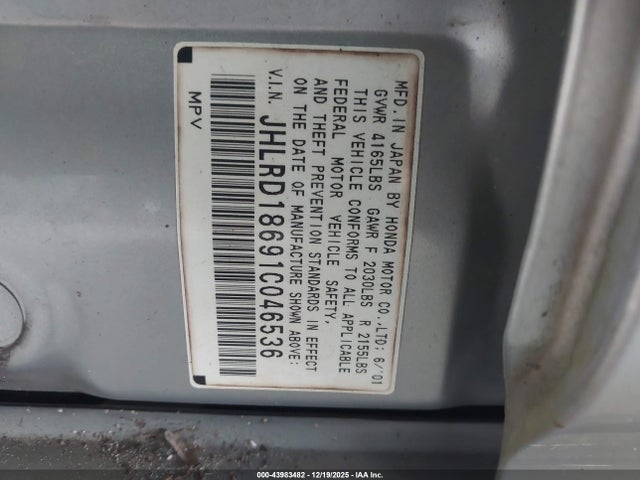 MFD. IN JAPAN BY HONDA MOTOR CO.,LTD; 6/01
GVWR 4165LBS GAWR F 2030LBS R 2155LBS
THIS VEHICLE CONFORMS TO ALL APPLICABLE
FEDERAL MOTOR VEHICLE SAFETY,
AND THEFT PREVENTION STANDARDS IN EFFECT
ON THE DATE OF MANUFACTURE SHOWN ABOVE:
V.I.N. JHLRD18691C046536
MPV
000-43983482 - 12/19/2025 - IAA Inc.